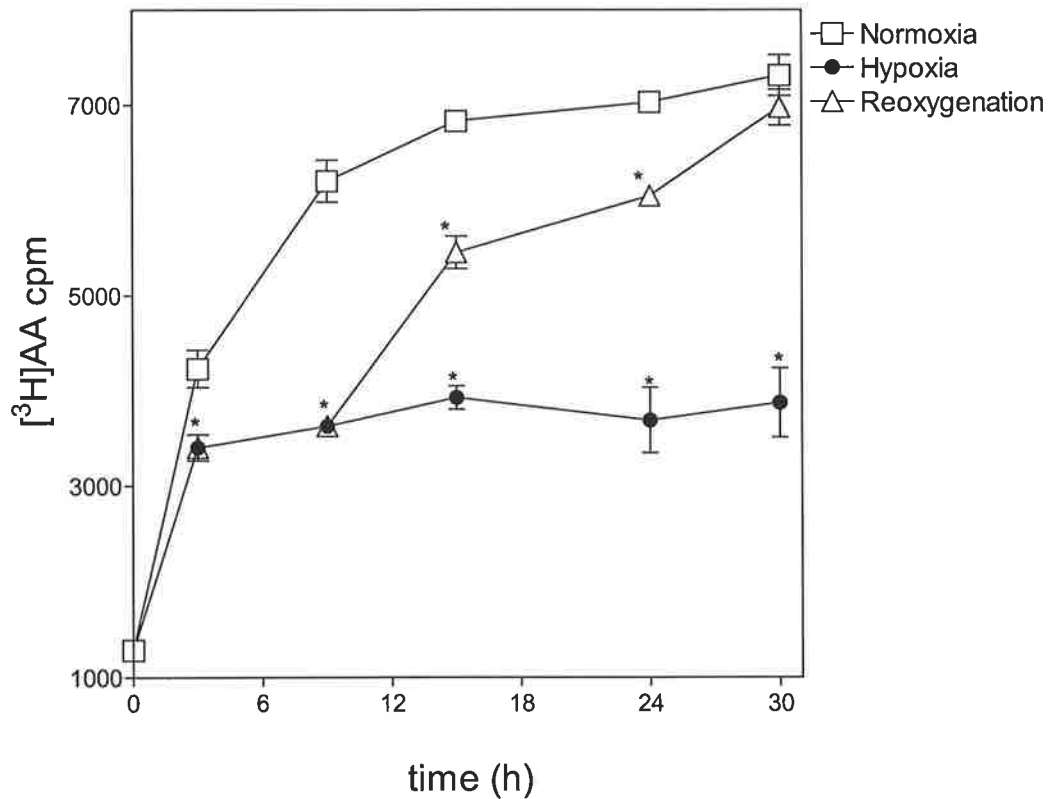 Normoxia
Hypoxia
Reoxygenation
7000
5000
3000
1000
[³H]AA cpm
*
*
*
*
*
*
*
0 6 12 18 24 30
time (h)